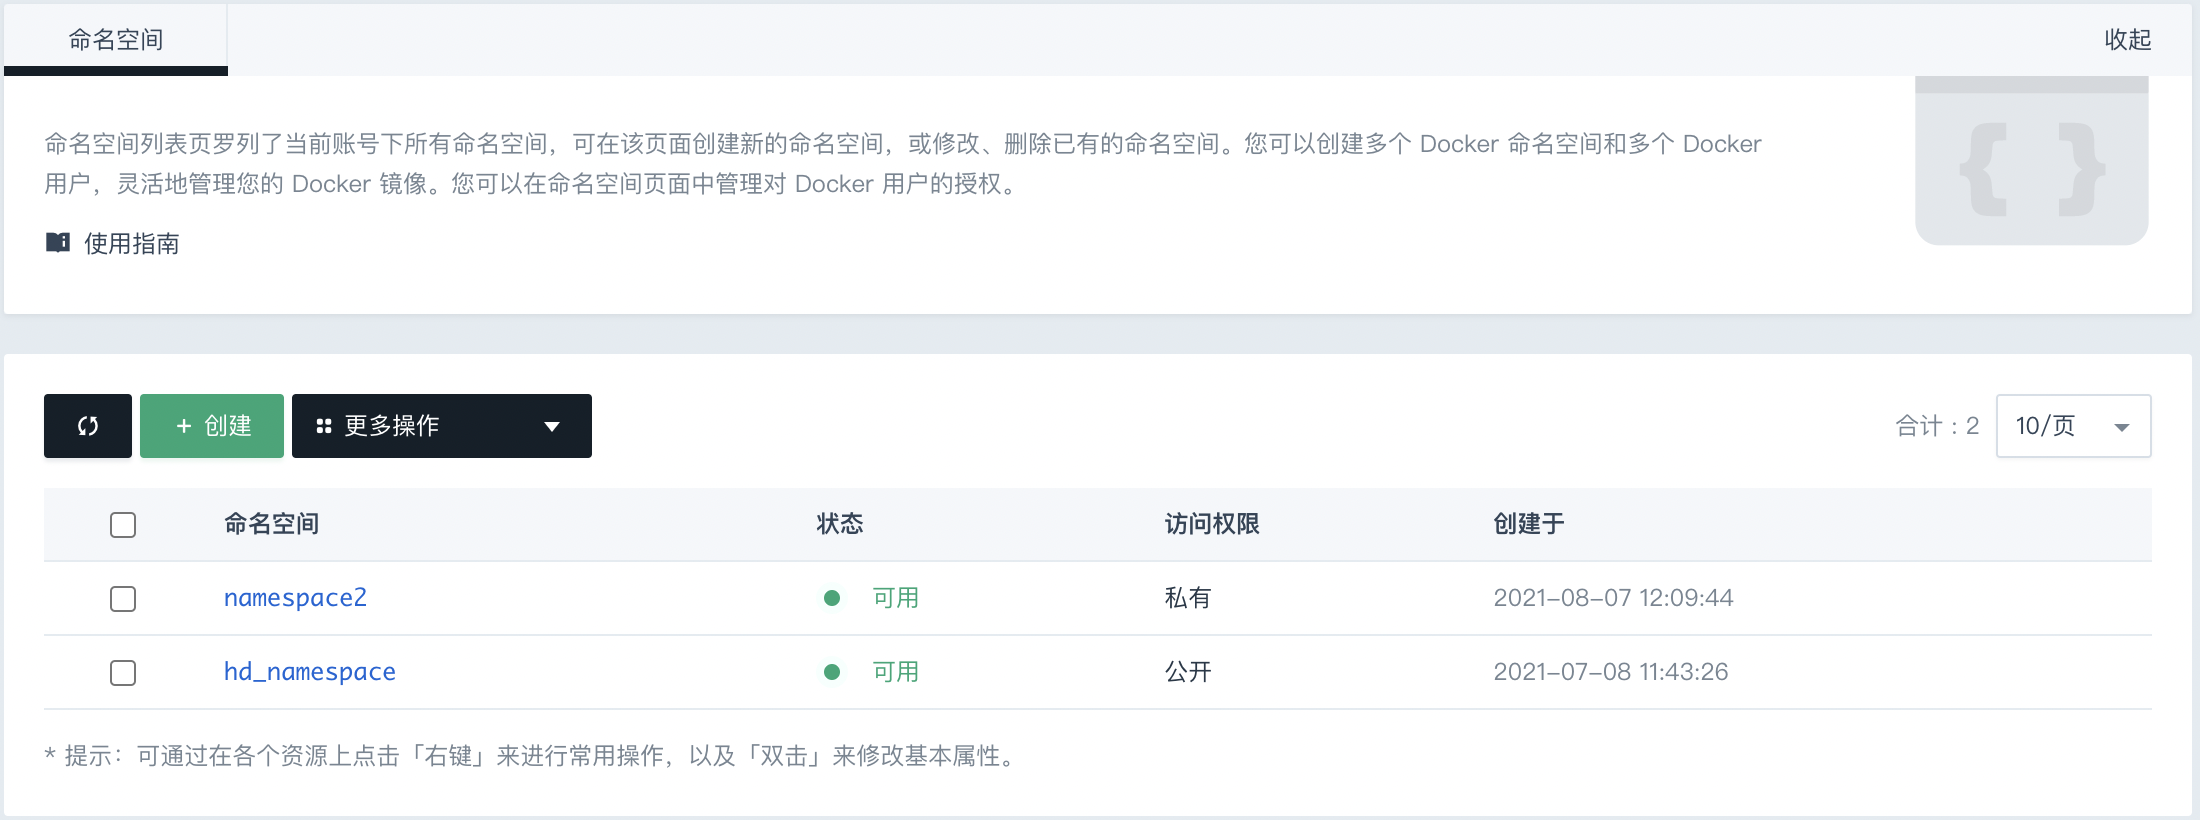 命名空间
收起
命名空间列表页罗列了当前账号下所有命名空间，可在该页面创建新的命名空间，或修改、删除已有的命名空间。您可以创建多个 Docker 命名空间和多个 Docker
用户，灵活地管理您的 Docker 镜像。您可以在命名空间页面中管理对 Docker 用户的授权。
使用指南
+ 创建 更多操作 合计：2 10/页
命名空间 状态 访问权限 创建于
namespace2 可用 私有 2021-08-07 12:09:44
hd_namespace 可用 公开 2021-07-08 11:43:26
* 提示：可通过在各个资源上点击「右键」来进行常用操作，以及「双击」来修改基本属性。